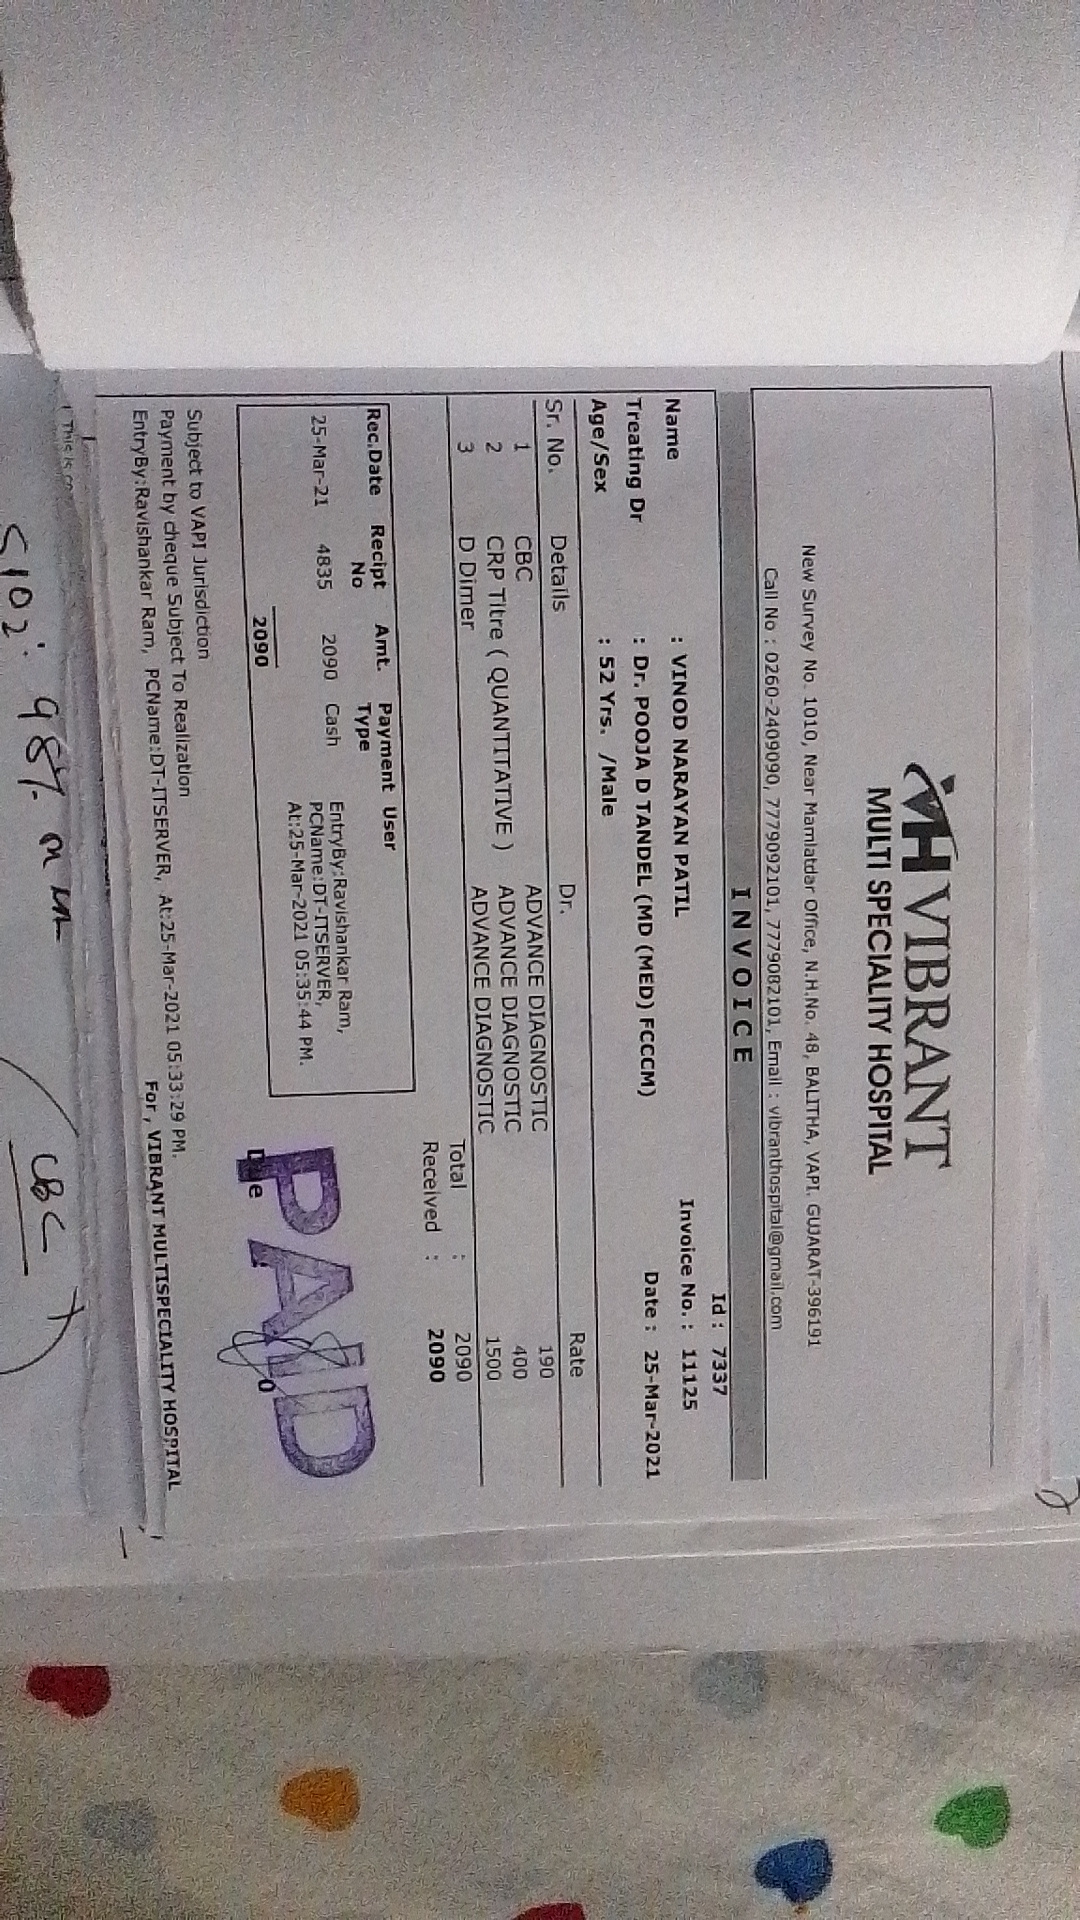 VH VIBRANT
MULTI SPECIALITY HOSPITAL
New Survey No. 1010, Near Mamlatdar Office, N.H.No. 48, BALITHA, VAPI. GUJARAT-396191
Call No : 0260-2409090, 7779092101, 7779082101, Email : vibranthospital@gmail.com
INVOICE
Id : 7337
Name : VINOD NARAYAN PATIL Invoice No. : 11125
Treating Dr : Dr. POOJA D TANDEL (MD (MED) FCCCM) Date : 25-Mar-2021
Age/Sex : 52 Yrs. /Male
Sr. No. Details Dr. Rate
1 CBC ADVANCE DIAGNOSTIC 190
2 CRP Titre ( QUANTITATIVE ) ADVANCE DIAGNOSTIC 400
3 D Dimer ADVANCE DIAGNOSTIC 1500
Total : 2090
Received : 2090
Rec.Date Recipt No Amt. Payment Type User
25-Mar-21 4835 2090 Cash EntryBy:Ravishankar Ram,
PCName:DT-ITSERVER,
At:25-Mar-2021 05:35:44 PM.
2090
PAID
0
Subject to VAPI Jurisdiction
Payment by cheque Subject To Realization
EntryBy:Ravishankar Ram, PCName:DT-ITSERVER, At:25-Mar-2021 05:33:29 PM.
For , VIBRANT MULTISPECIALITY HOSPITAL
This is
98%
CBC